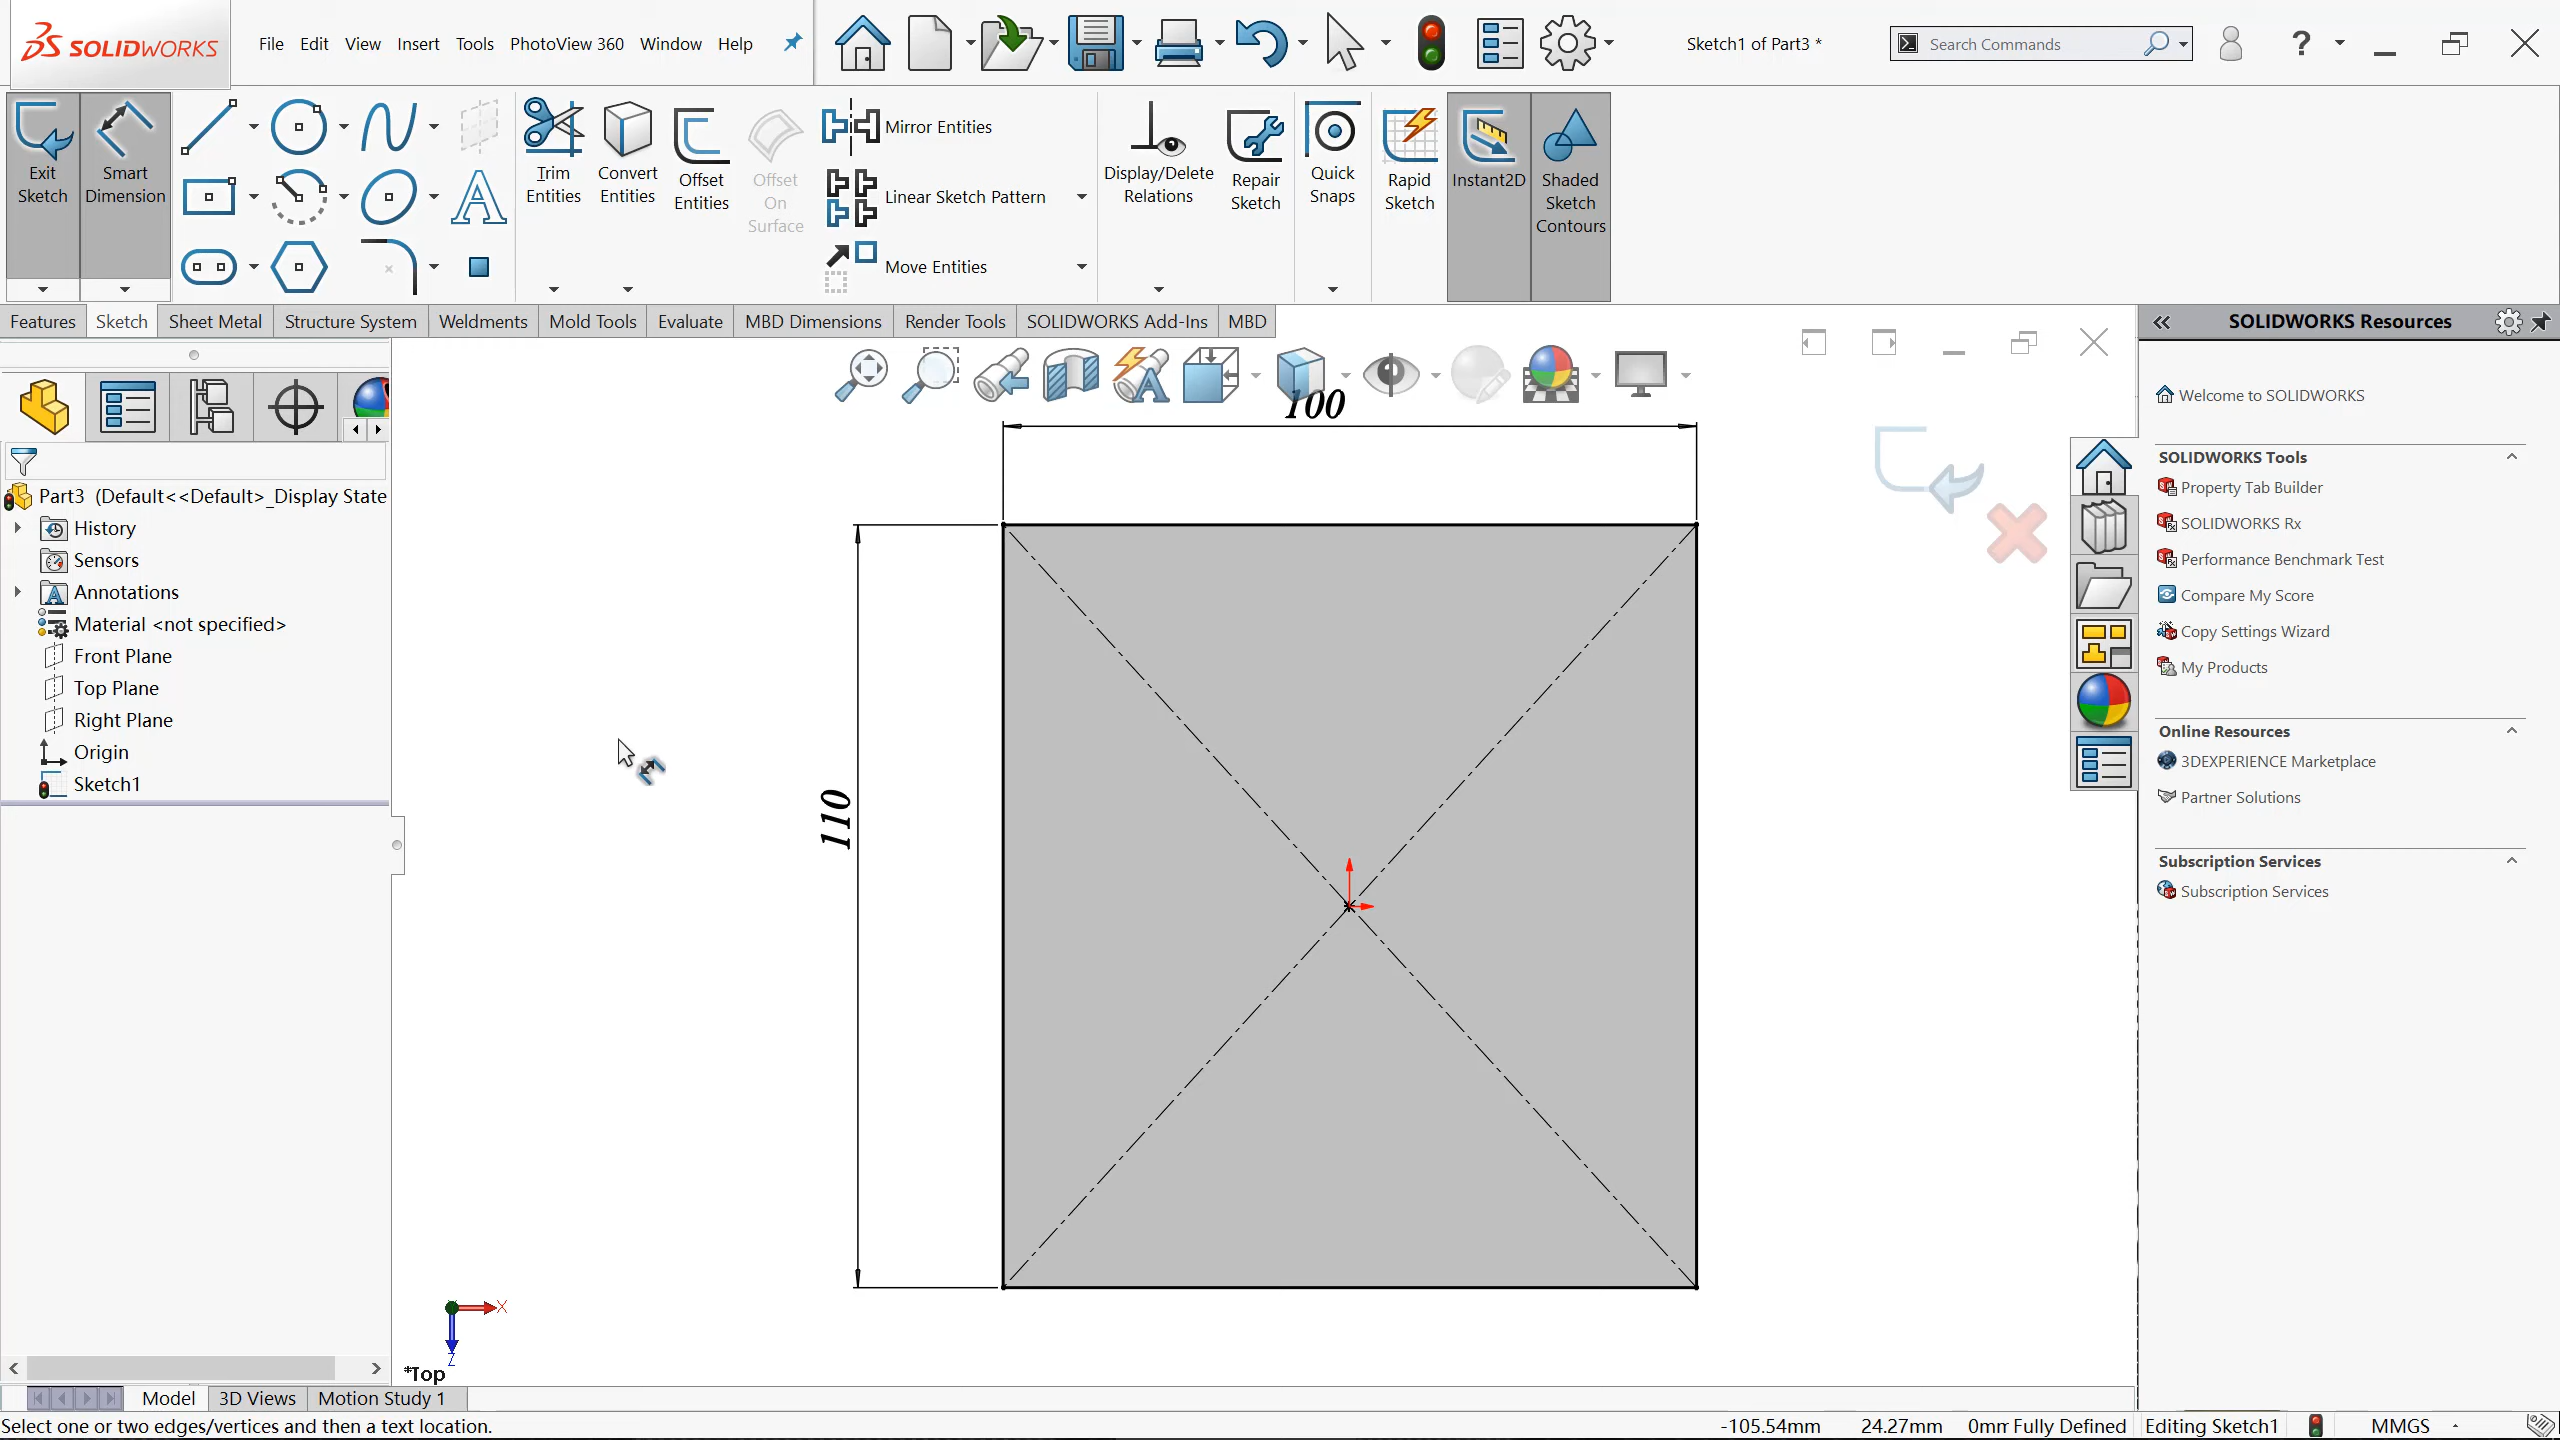 SOLIDWORKS
File Edit View Insert Tools PhotoView 360 Window Help
Sketch1 of Part3 *
Search Commands
?
Exit Sketch
Smart Dimension
Trim Entities
Convert Entities
Offset Entities
Offset On Surface
Mirror Entities
Linear Sketch Pattern
Move Entities
Display/Delete Relations
Repair Sketch
Quick Snaps
Rapid Sketch
Instant2D
Shaded Sketch Contours
Features Sketch Sheet Metal Structure System Weldments Mold Tools Evaluate MBD Dimensions Render Tools SOLIDWORKS Add-Ins MBD
Part3 (Default<<Default>_Display State
History
Sensors
Annotations
Material <not specified>
Front Plane
Top Plane
Right Plane
Origin
Sketch1
100
110
X
Z
*Top
SOLIDWORKS Resources
Welcome to SOLIDWORKS
SOLIDWORKS Tools
Property Tab Builder
SOLIDWORKS Rx
Performance Benchmark Test
Compare My Score
Copy Settings Wizard
My Products
Online Resources
3DEXPERIENCE Marketplace
Partner Solutions
Subscription Services
Subscription Services
Model 3D Views Motion Study 1
Select one or two edges/vertices and then a text location.
-105.54mm 24.27mm 0mm Fully Defined Editing Sketch1 MMGS